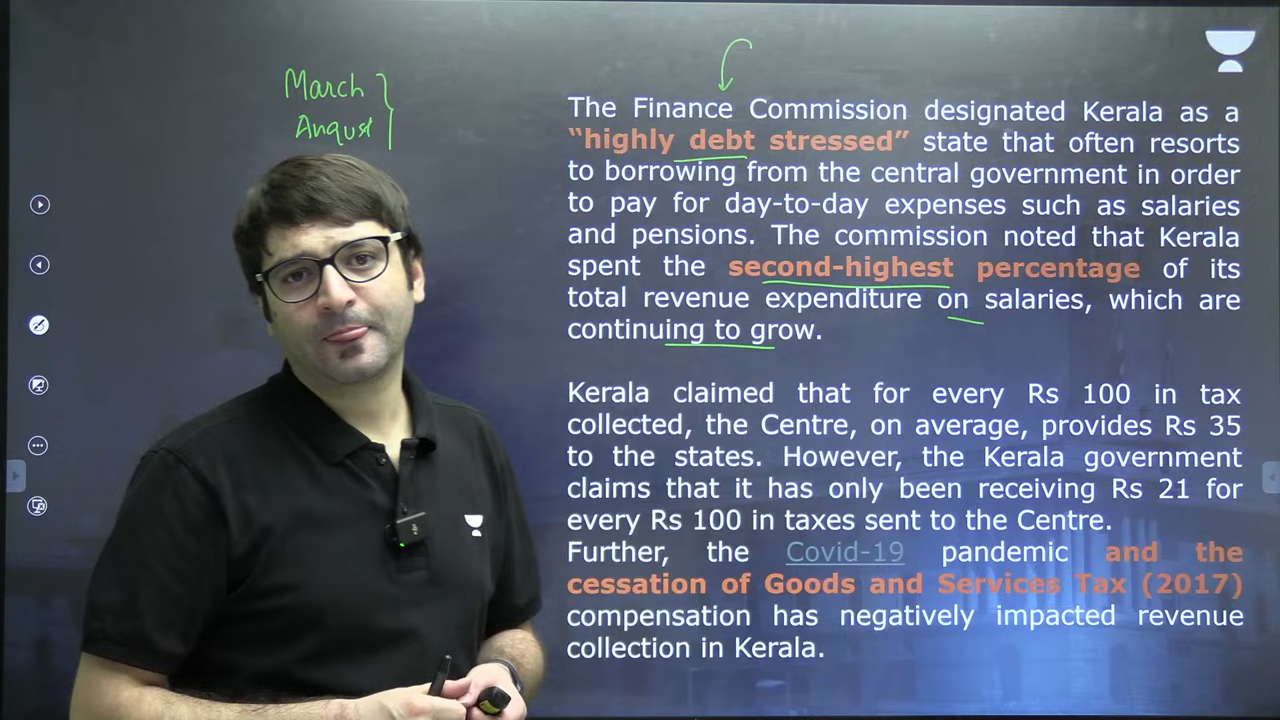 March
August
The Finance Commission designated Kerala as a
“highly debt stressed” state that often resorts
to borrowing from the central government in order
to pay for day-to-day expenses such as salaries
and pensions. The commission noted that Kerala
spent the second-highest percentage of its
total revenue expenditure on salaries, which are
continuing to grow.
Kerala claimed that for every Rs 100 in tax
collected, the Centre, on average, provides Rs 35
to the states. However, the Kerala government
claims that it has only been receiving Rs 21 for
every Rs 100 in taxes sent to the Centre.
Further, the Covid-19 pandemic and the
cessation of Goods and Services Tax (2017)
compensation has negatively impacted revenue
collection in Kerala.